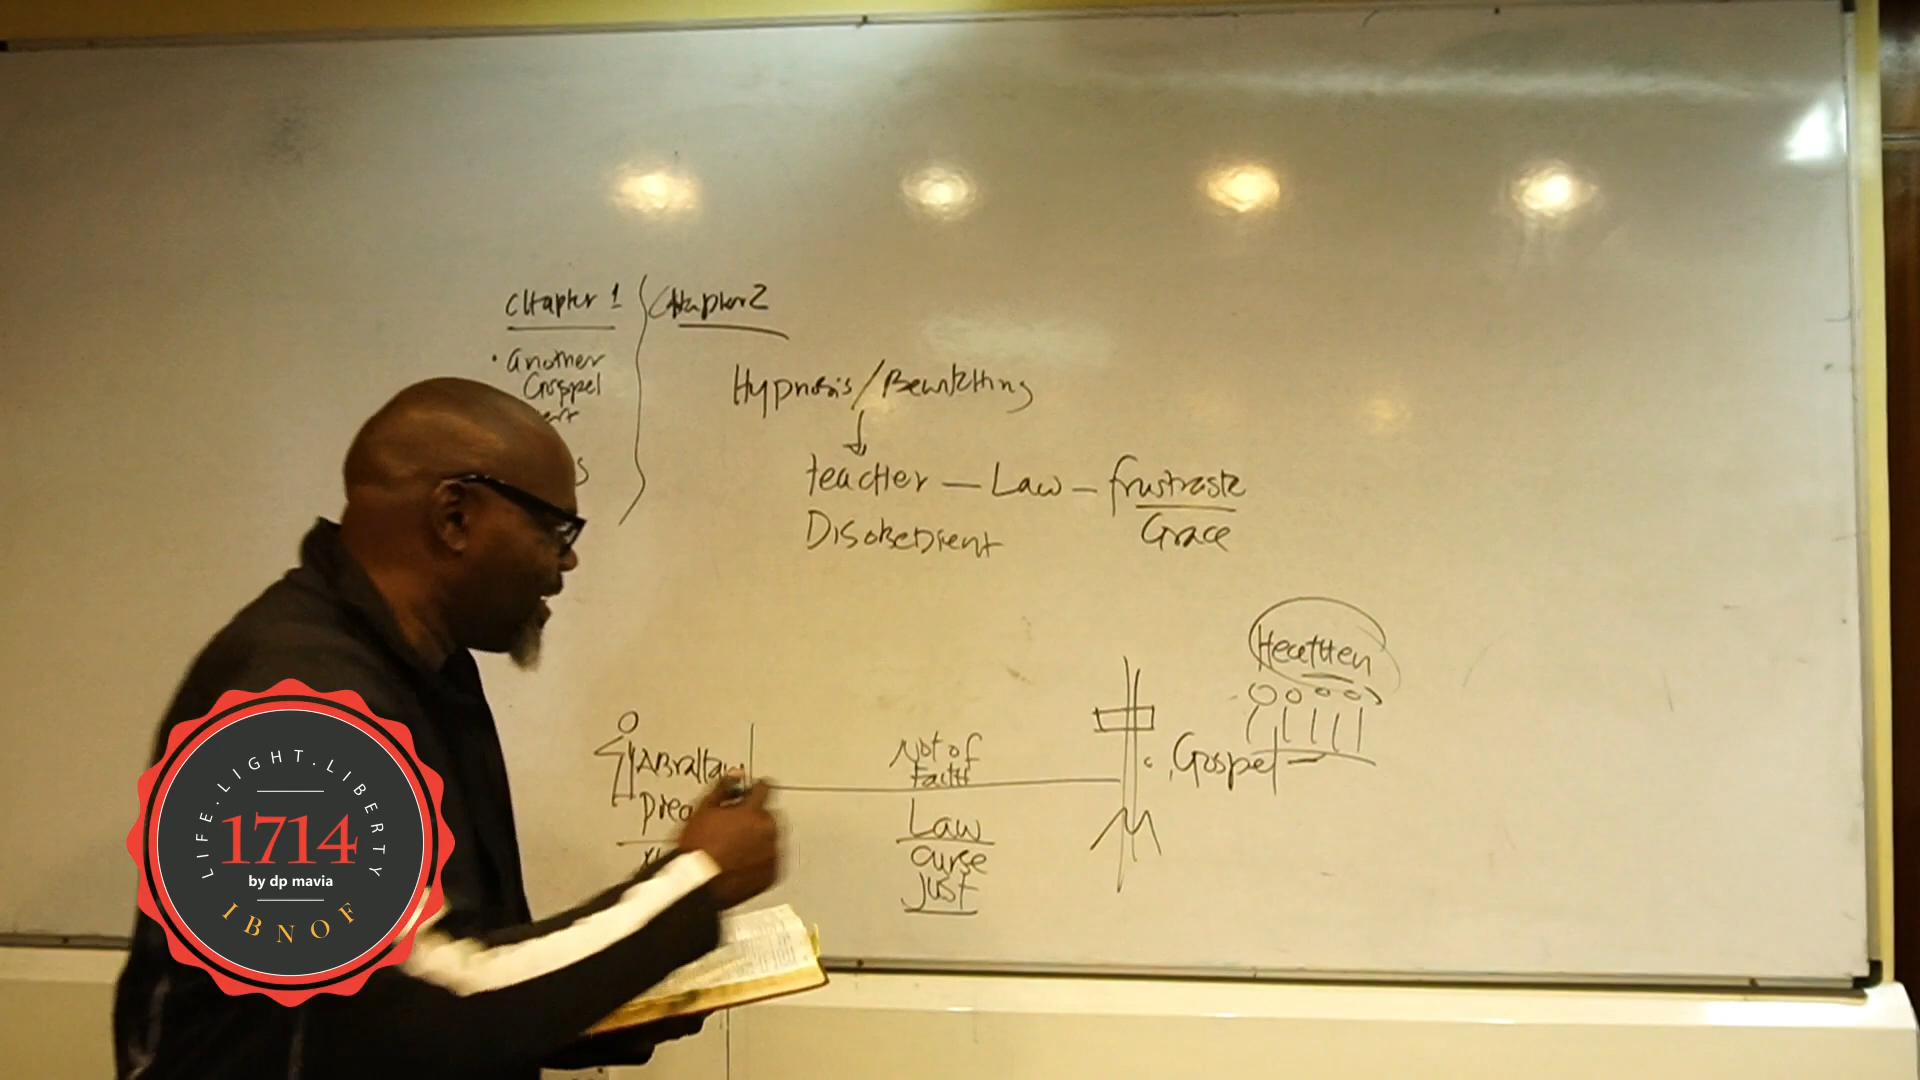 Chapter 1
Chapter 2
• Another
Gospel
Hypnosis / Bewitching
teacher — Law — frustrate
Disobedient
Grace
Heathen
Abraham
Not of
Faith
Gospel
Law
curse
just
LIFE.LIGHT.LIBERTY
1714
by dp mavia
IBNOF